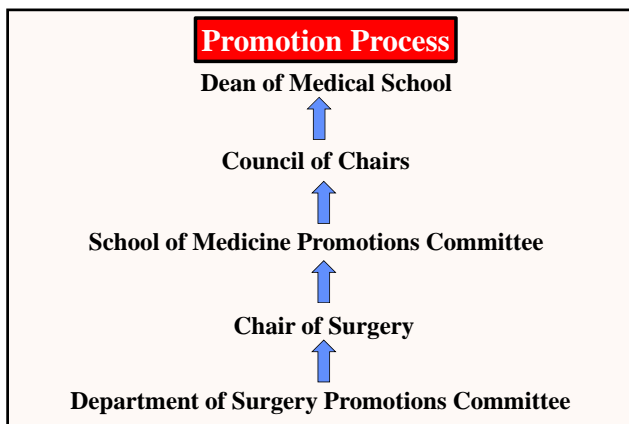 Promotion Process
Dean of Medical School
Council of Chairs
School of Medicine Promotions Committee
Chair of Surgery
Department of Surgery Promotions Committee